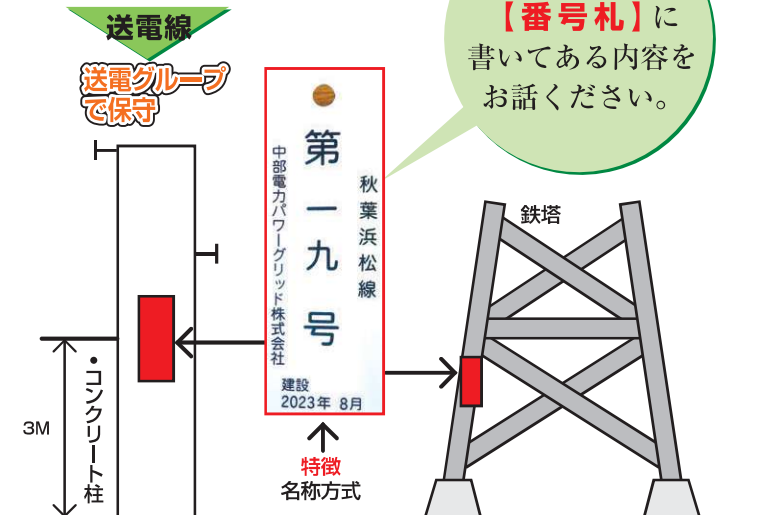 送電線
送電グループ
で保守
【番号札】に
書いてある内容を
お話ください。
秋葉浜松線
第一九号
中部電力パワーグリッド株式会社
建設
2023年 8月
鉄塔
3M
•コンクリート柱
特徴
名称方式